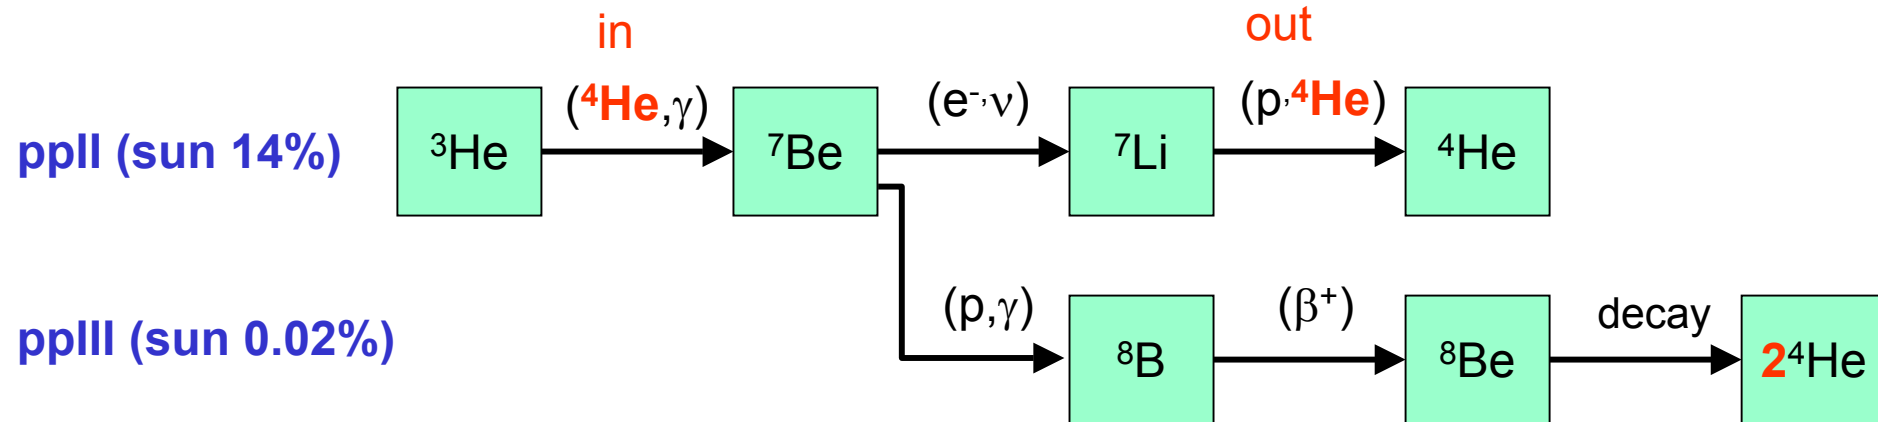 in out
(⁴He,γ) (e⁻,ν) (p,⁴He)
ppII (sun 14%) ³He ⁷Be ⁷Li ⁴He
(p,γ) (β⁺) decay
ppIII (sun 0.02%) ⁸B ⁸Be 2⁴He